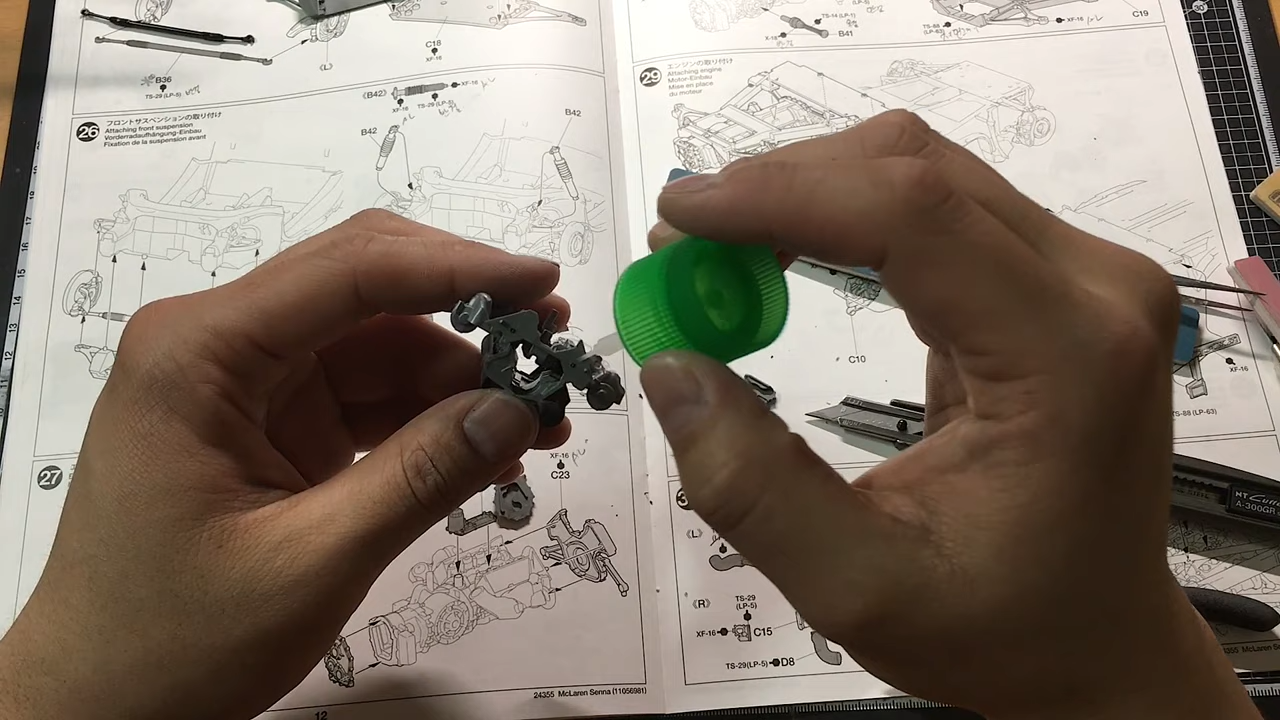 B36
TS-29 (LP-5)
C18
XF-16
《B42》
XF-16
XF-16
TS-29 (LP-5)
26
フロントサスペンションの取り付け
Attaching front suspension
Vorderradaufhängung-Einbau
Fixation de la suspension avant
B42
B42
27
XF-16
C23
24355 McLaren Senna (11056981)
12
TS-14 (LP-1)
X-18
B41
TS-88
(LP-63)
XF-16
C19
29
エンジンの取り付け
Attaching engine
Motor-Einbau
Mise en place
du moteur
C10
XF-16
TS-88 (LP-63)
《L》
《R》
TS-29
(LP-5)
XF-16
C15
TS-29 (LP-5)
D8
NT Cutter
A-300GR